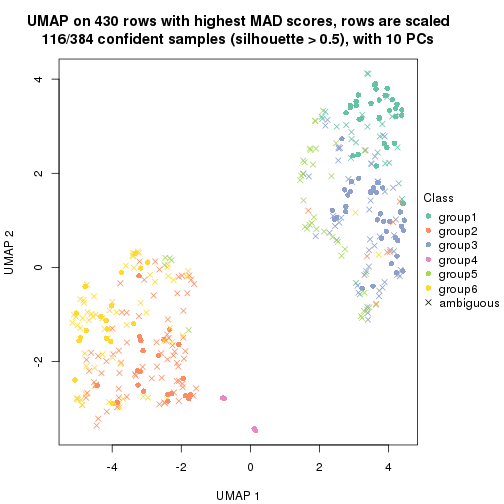 UMAP on 430 rows with highest MAD scores, rows are scaled
116/384 confident samples (silhouette > 0.5), with 10 PCs
4
2
0
-2
UMAP 2
-4
-2
0
2
4
UMAP 1
Class
group1
group2
group3
group4
group5
group6
ambiguous